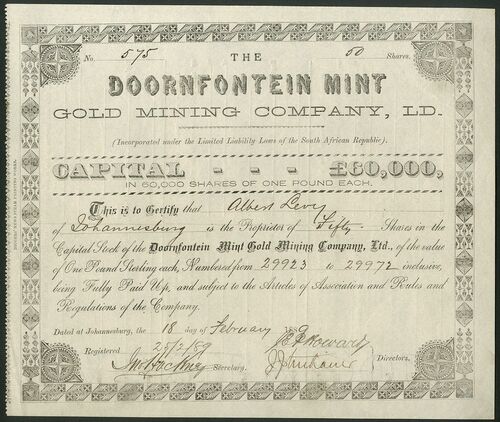 No. 575 THE 50 Shares.
DOORNFONTEIN MINT
GOLD MINING COMPANY, LD.
(Incorporated under the Limited Liability Laws of the South African Republic).
CAPITAL - - - £60,000,
IN 60,000 SHARES OF ONE POUND EACH.
This is to Certify that Albert Levy
of Johannesburg is the Proprietor of Fifty Shares in the
Capital Stock of the Doornfontein Mint Gold Mining Company, Ltd., of the value
of One Pound Sterling each, Numbered from 29923 to 29972 inclusive,
being Fully Paid Up, and subject to the Articles of Association and Rules and
Regulations of the Company.
Dated at Johannesburg, the 18 day of February 1889
Registered 25/2/89
Secretary.
Directors.